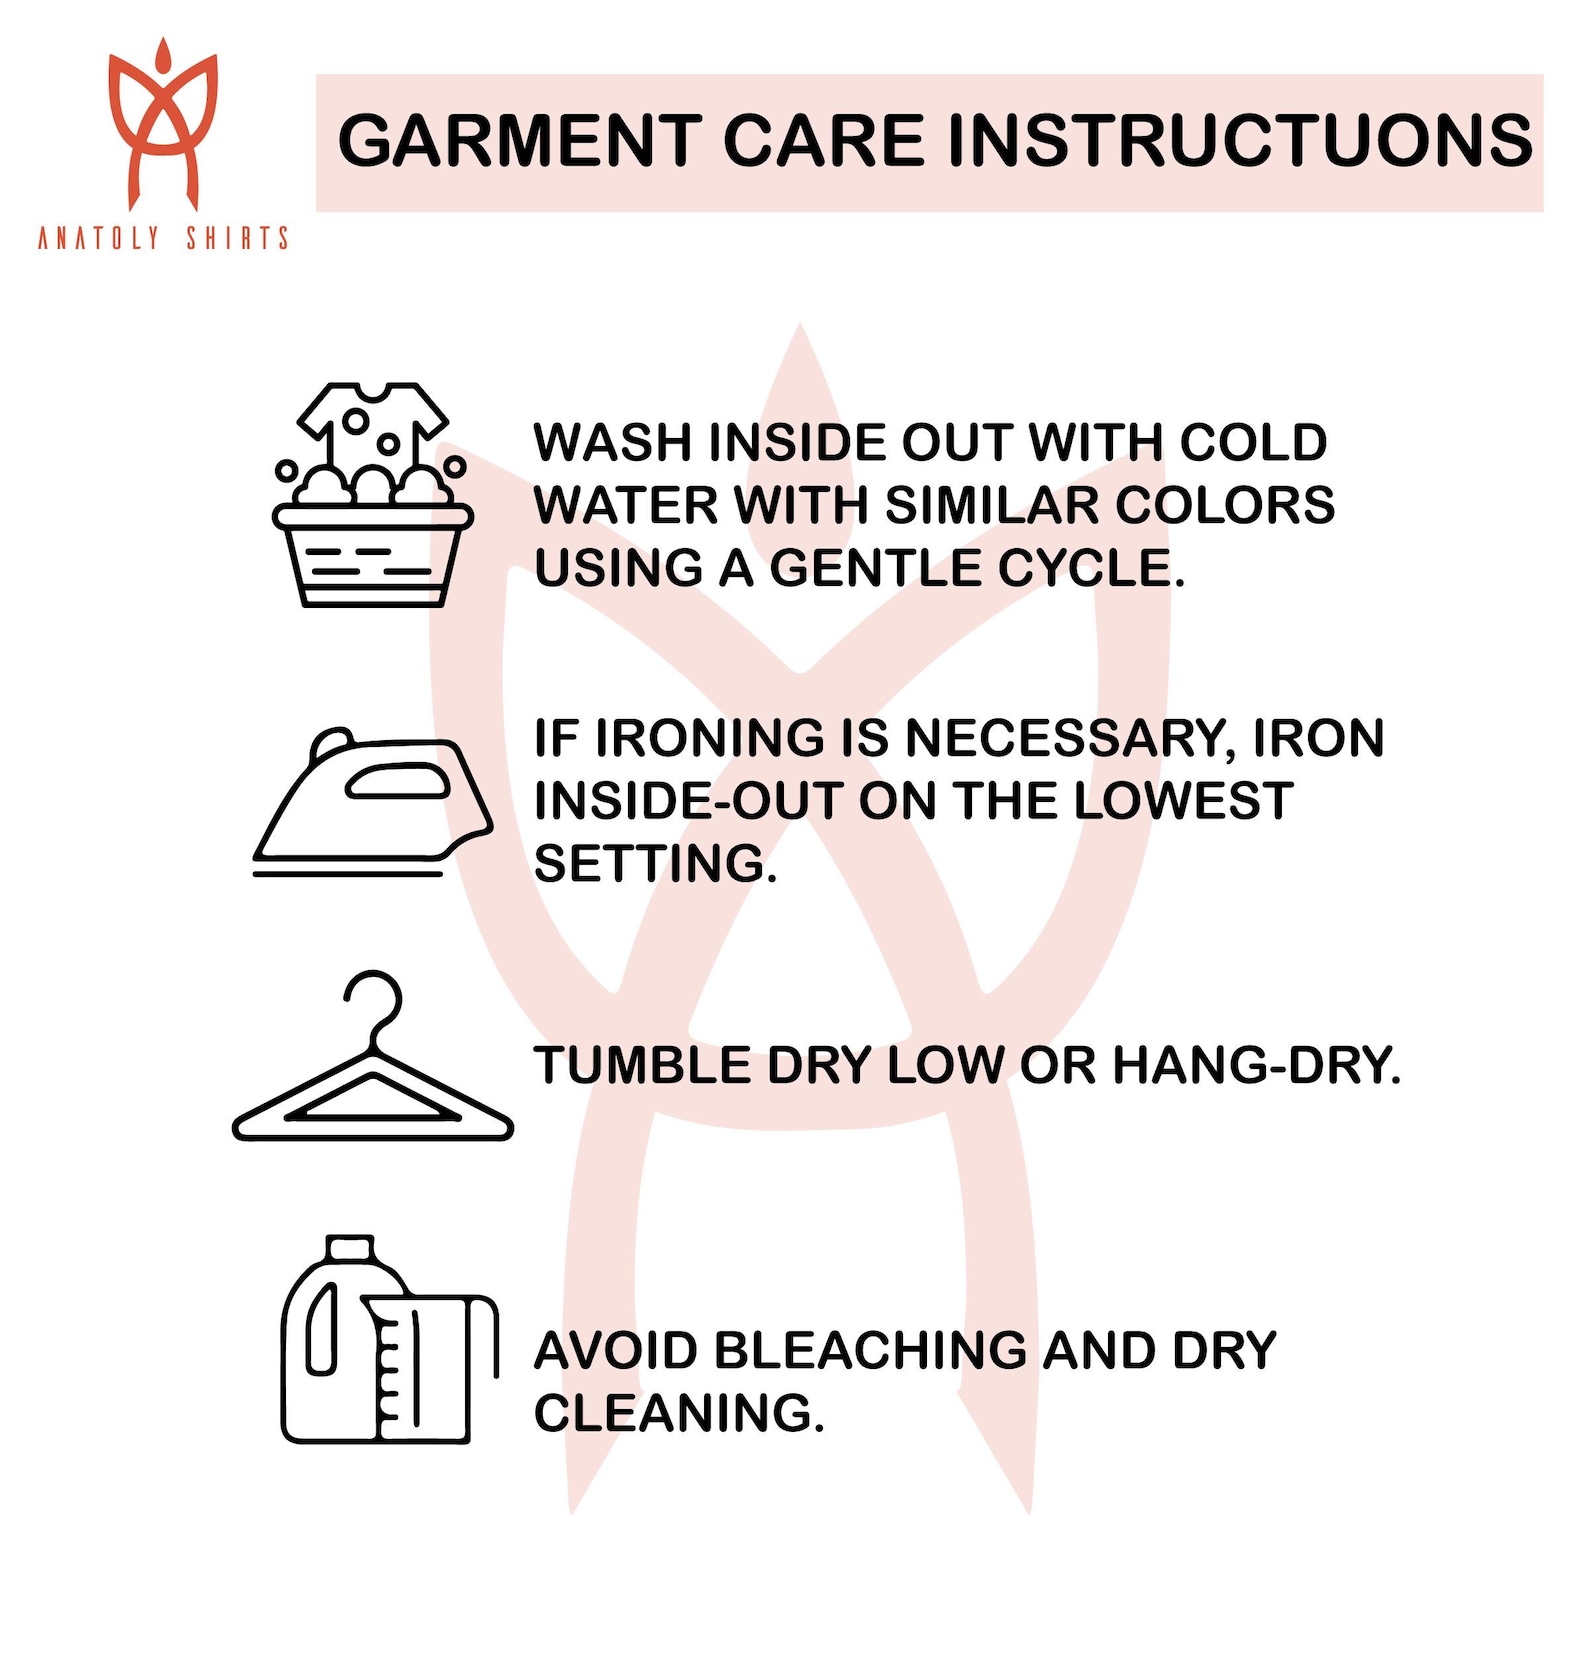 GARMENT CARE INSTRUCTUONS
ANATOLY SHIRTS
WASH INSIDE OUT WITH COLD
WATER WITH SIMILAR COLORS
USING A GENTLE CYCLE.
IF IRONING IS NECESSARY, IRON
INSIDE-OUT ON THE LOWEST
SETTING.
TUMBLE DRY LOW OR HANG-DRY.
AVOID BLEACHING AND DRY
CLEANING.